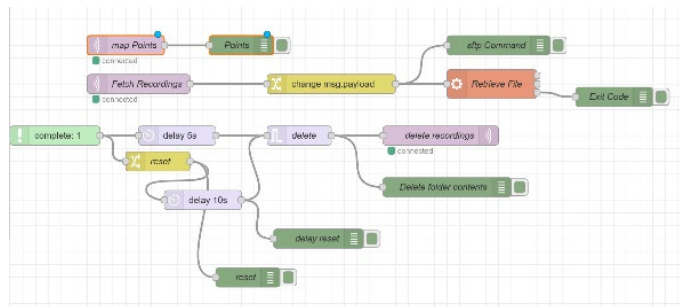 map Points
Points
connected
sftp Command
Fetch Recordings
change msg.payload
Retrieve File
connected
Exit Code
complete: 1
delay 5s
delete
delete recordings
connected
reset
Delete folder contents
delay 10s
delay reset
reset